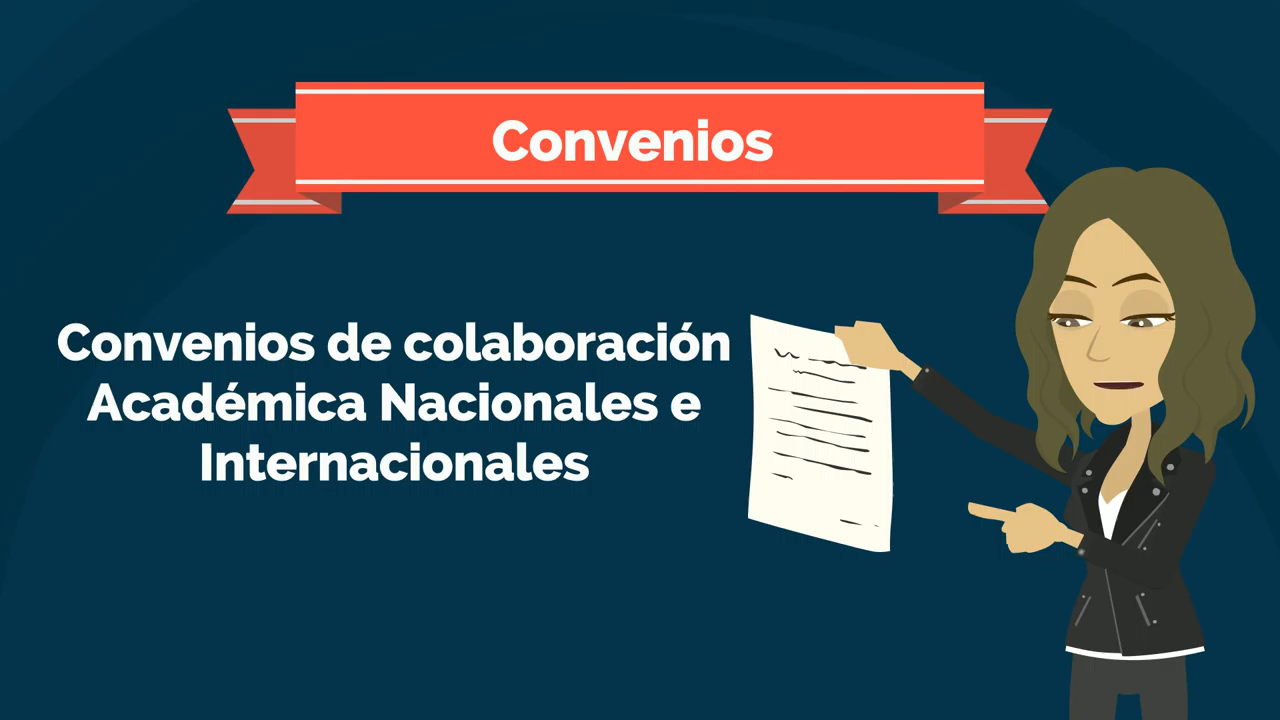 Convenios
Convenios de colaboración
Académica Nacionales e
Internacionales